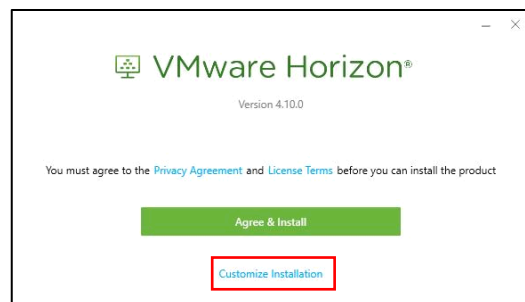 VMware Horizon®
Version 4.10.0
You must agree to the Privacy Agreement and License Terms before you can install the product
Agree & Install
Customize Installation